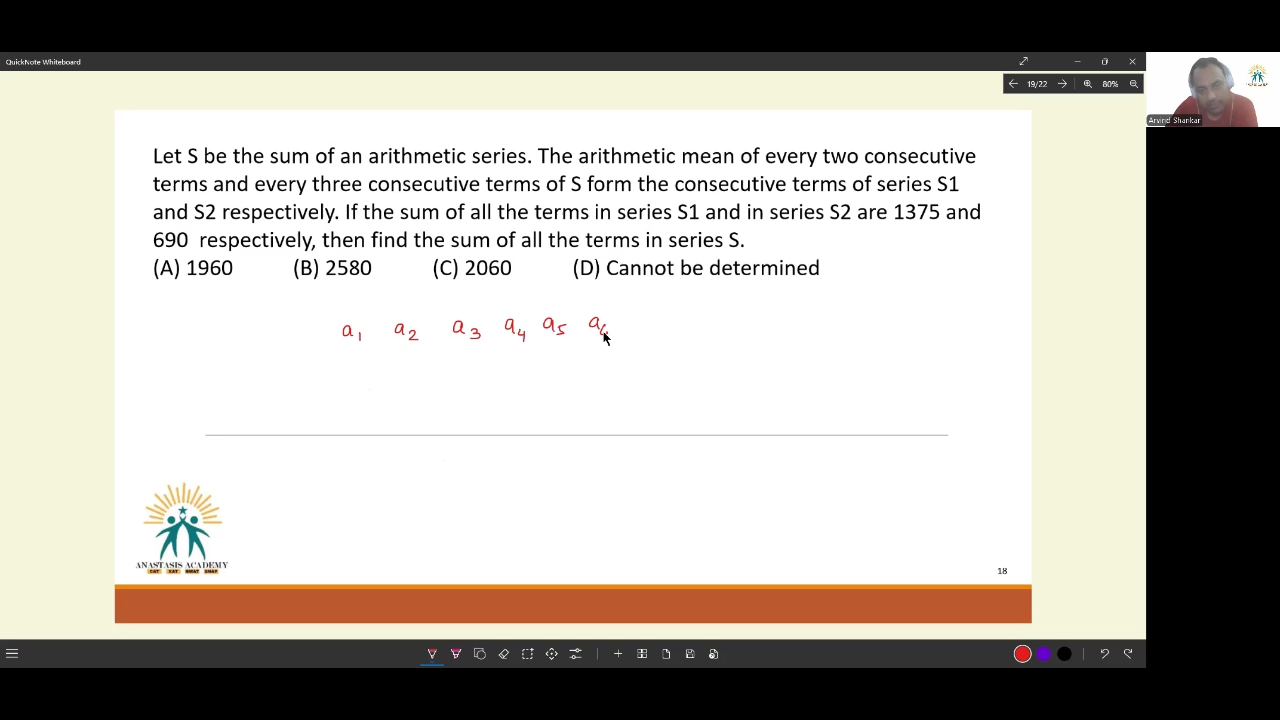 QuickNote Whiteboard
19/22
80%
Arvind Shankar
Let S be the sum of an arithmetic series. The arithmetic mean of every two consecutive
terms and every three consecutive terms of S form the consecutive terms of series S1
and S2 respectively. If the sum of all the terms in series S1 and in series S2 are 1375 and
690 respectively, then find the sum of all the terms in series S.
(A) 1960 (B) 2580 (C) 2060 (D) Cannot be determined
a₁ a₂ a₃ a₄ a₅ a₆
ANASTASIS ACADEMY
CAT XAT NMAT SNAP
18